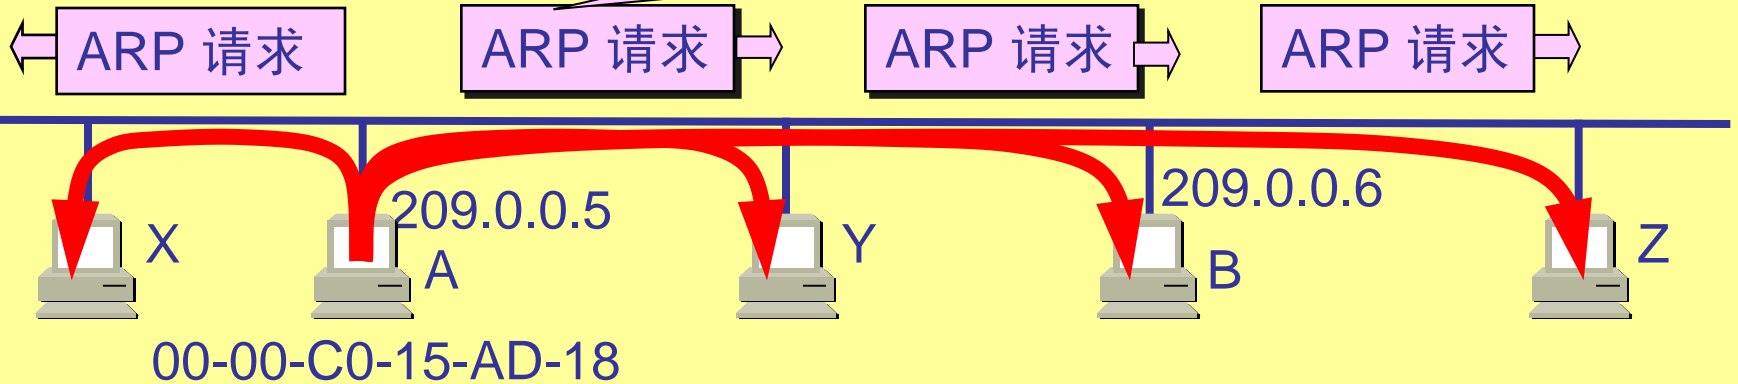 ARP 请求 ARP 请求 ARP 请求 ARP 请求
209.0.0.5 209.0.0.6
X A Y B Z
00-00-C0-15-AD-18